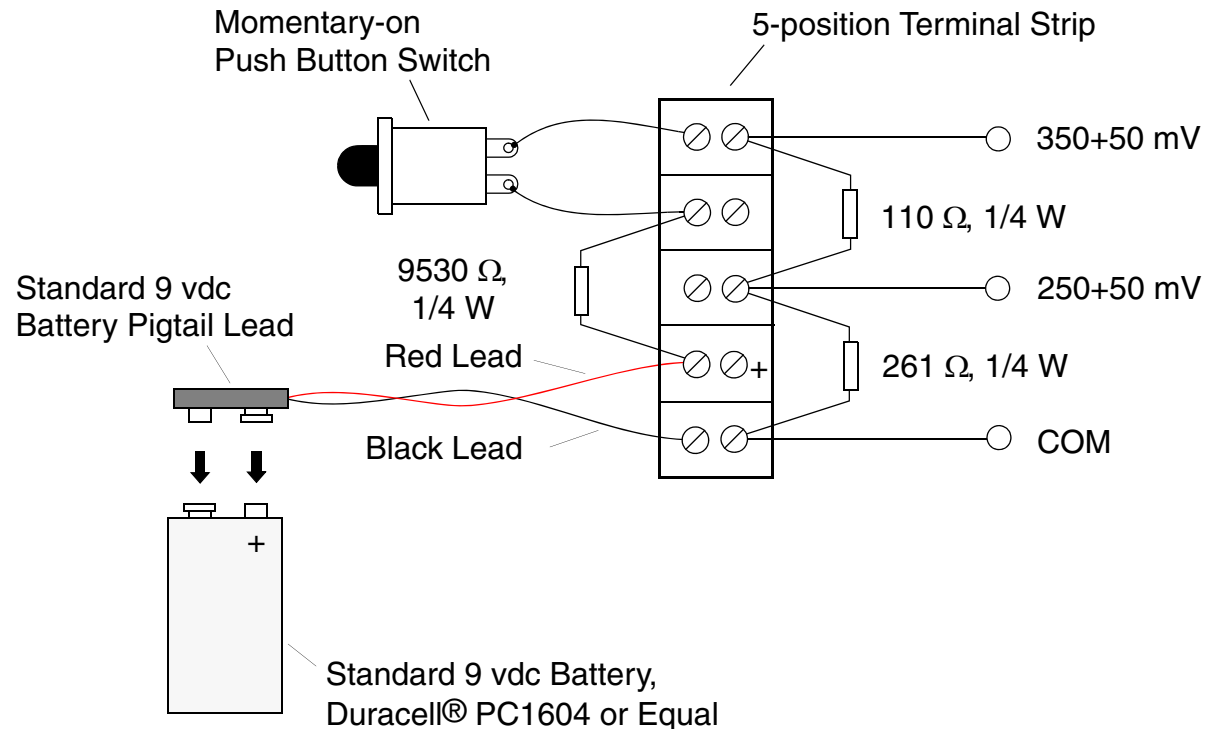 Momentary-on
Push Button Switch
5-position Terminal Strip
350+50 mV
110 Ω, 1/4 W
9530 Ω,
1/4 W
250+50 mV
Standard 9 vdc
Battery Pigtail Lead
Red Lead
+
261 Ω, 1/4 W
Black Lead
COM
+
Standard 9 vdc Battery,
Duracell® PC1604 or Equal